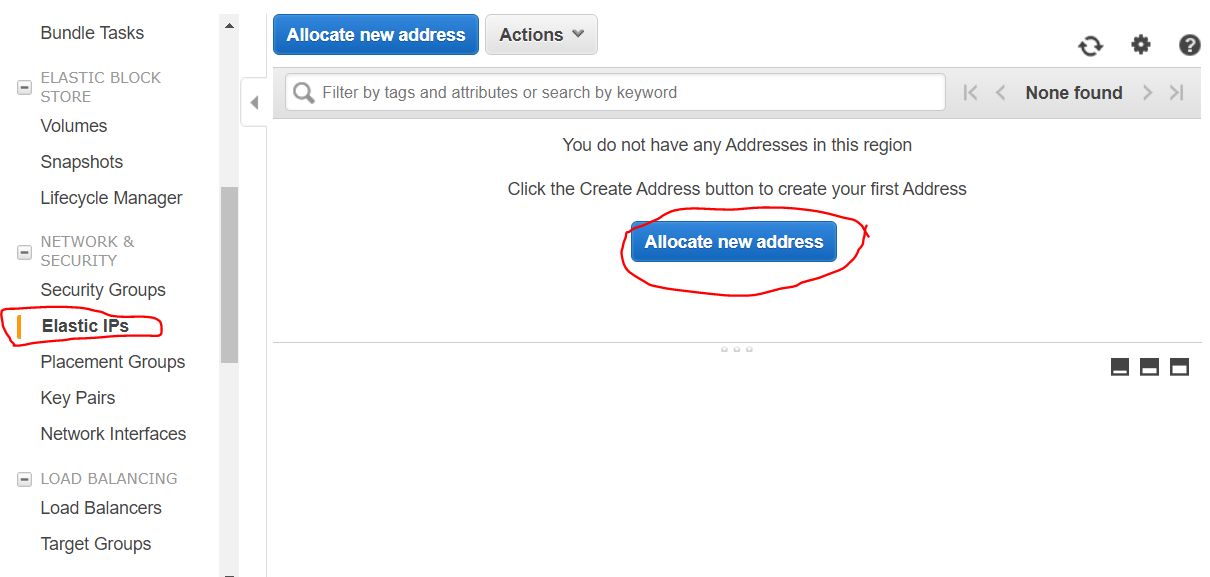 Bundle Tasks
ELASTIC BLOCK
STORE
Volumes
Snapshots
Lifecycle Manager
NETWORK &
SECURITY
Security Groups
Elastic IPs
Placement Groups
Key Pairs
Network Interfaces
LOAD BALANCING
Load Balancers
Target Groups
Allocate new address Actions
Filter by tags and attributes or search by keyword None found
You do not have any Addresses in this region
Click the Create Address button to create your first Address
Allocate new address